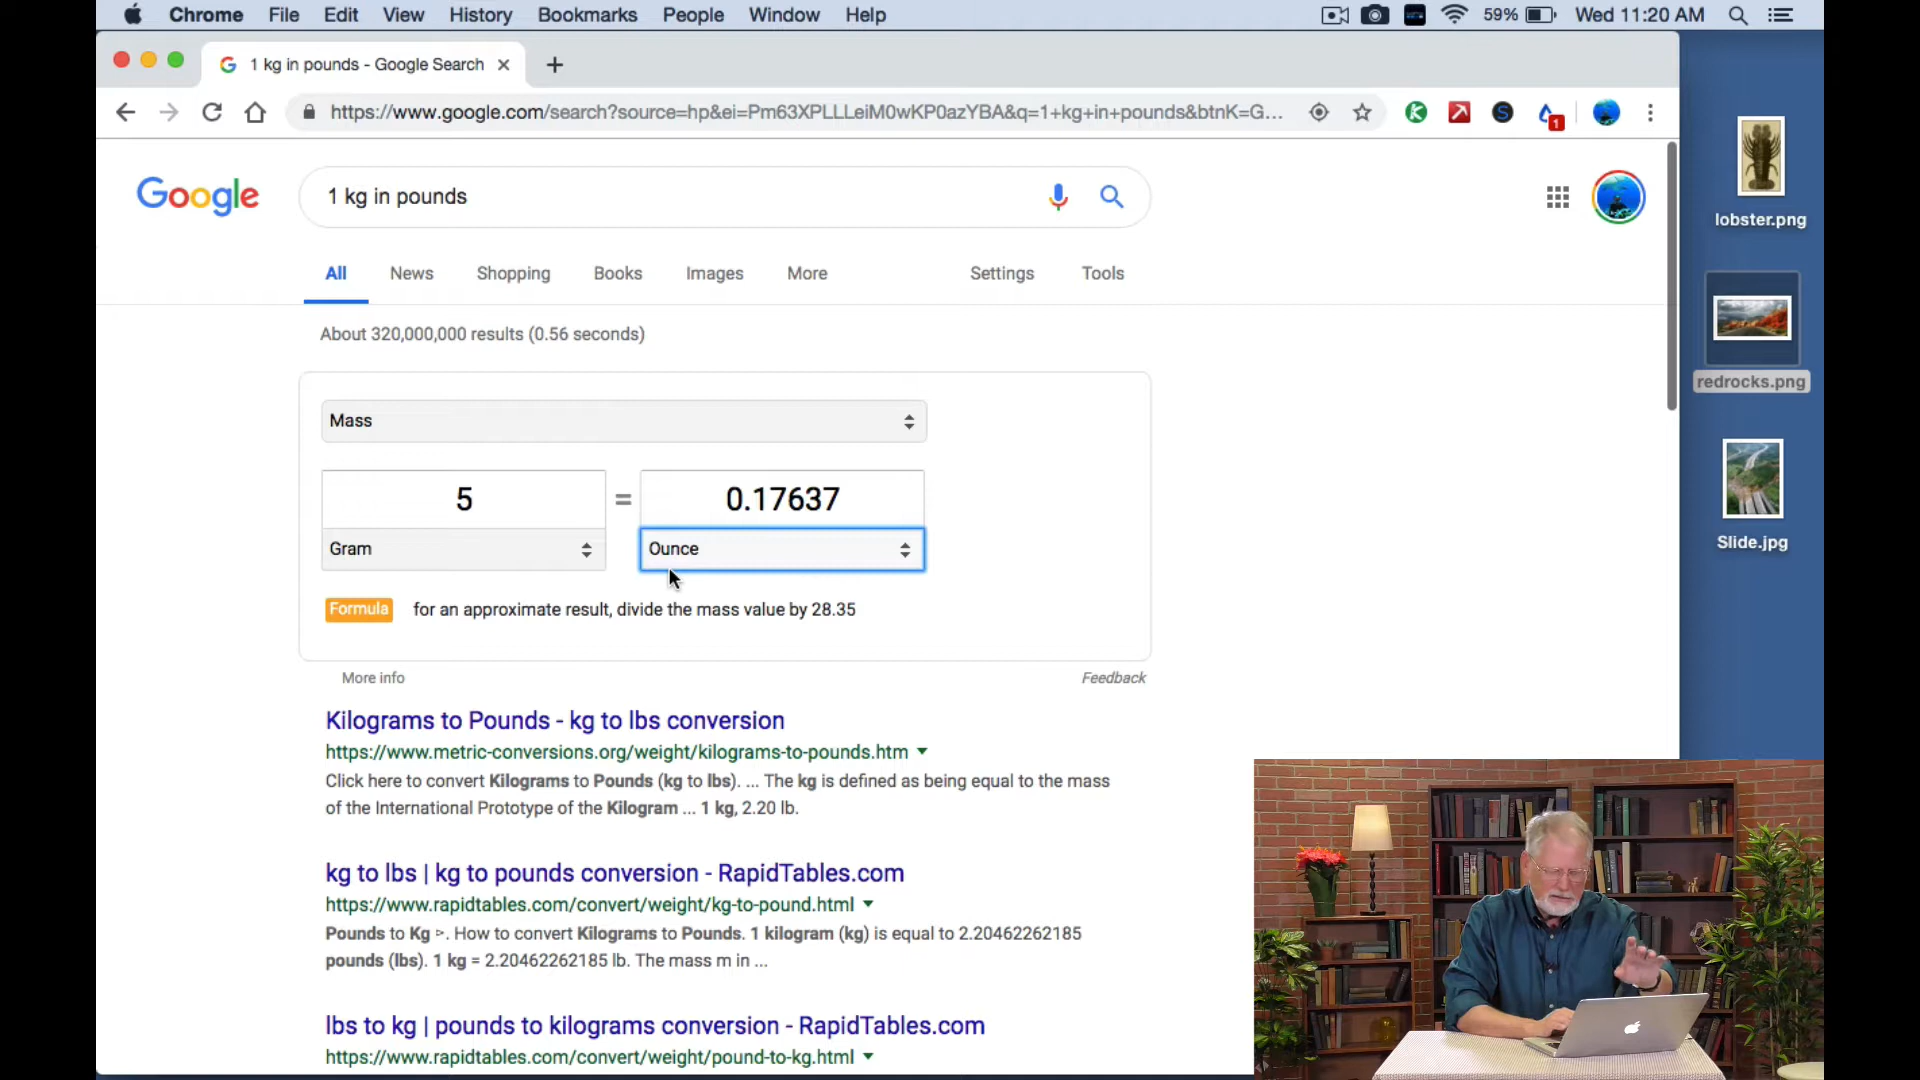 Chrome File Edit View History Bookmarks People Window Help 59% Wed 11:20 AM
1 kg in pounds - Google Search
https://www.google.com/search?source=hp&ei=Pm63XPLLLeiM0wKP0azYBA&q=1+kg+in+pounds&btnK=G...
1
Google 1 kg in pounds
lobster.png
All News Shopping Books Images More Settings Tools
About 320,000,000 results (0.56 seconds)
redrocks.png
Mass
5 = 0.17637
Gram Ounce
Slide.jpg
Formula for an approximate result, divide the mass value by 28.35
More info Feedback
Kilograms to Pounds - kg to lbs conversion
https://www.metric-conversions.org/weight/kilograms-to-pounds.htm
Click here to convert Kilograms to Pounds (kg to lbs). ... The kg is defined as being equal to the mass
of the International Prototype of the Kilogram ... 1 kg, 2.20 lb.
kg to lbs | kg to pounds conversion - RapidTables.com
https://www.rapidtables.com/convert/weight/kg-to-pound.html
Pounds to Kg ►. How to convert Kilograms to Pounds. 1 kilogram (kg) is equal to 2.20462262185
pounds (lbs). 1 kg = 2.20462262185 lb. The mass m in ...
lbs to kg | pounds to kilograms conversion - RapidTables.com
https://www.rapidtables.com/convert/weight/pound-to-kg.html